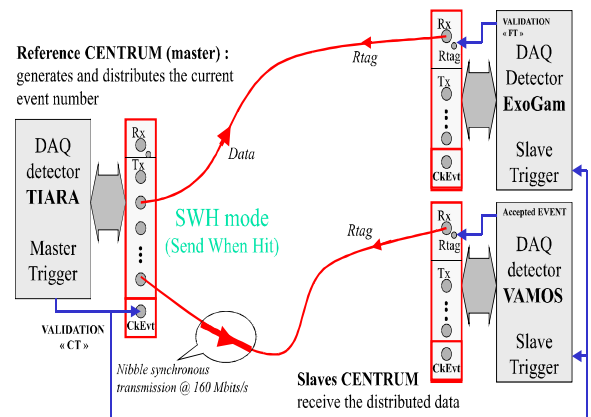 Reference CENTRUM (master) :
generates and distributes the current
event number
DAQ
detector
TIARA
Master
Trigger
VALIDATION
« CT »
Rx
Tx
CkEvt
SWH mode
(Send When Hit)
Data
Rtag
Rtag
Nibble synchronous
transmission @ 160 Mbits/s
Rx
Rtag
Tx
CkEvt
VALIDATION
« FT »
DAQ
Detector
ExoGam
Slave
Trigger
Rx
Rtag
Tx
CkEvt
Accepted EVENT
DAQ
detector
VAMOS
Slave
Trigger
Slaves CENTRUM
receive the distributed data